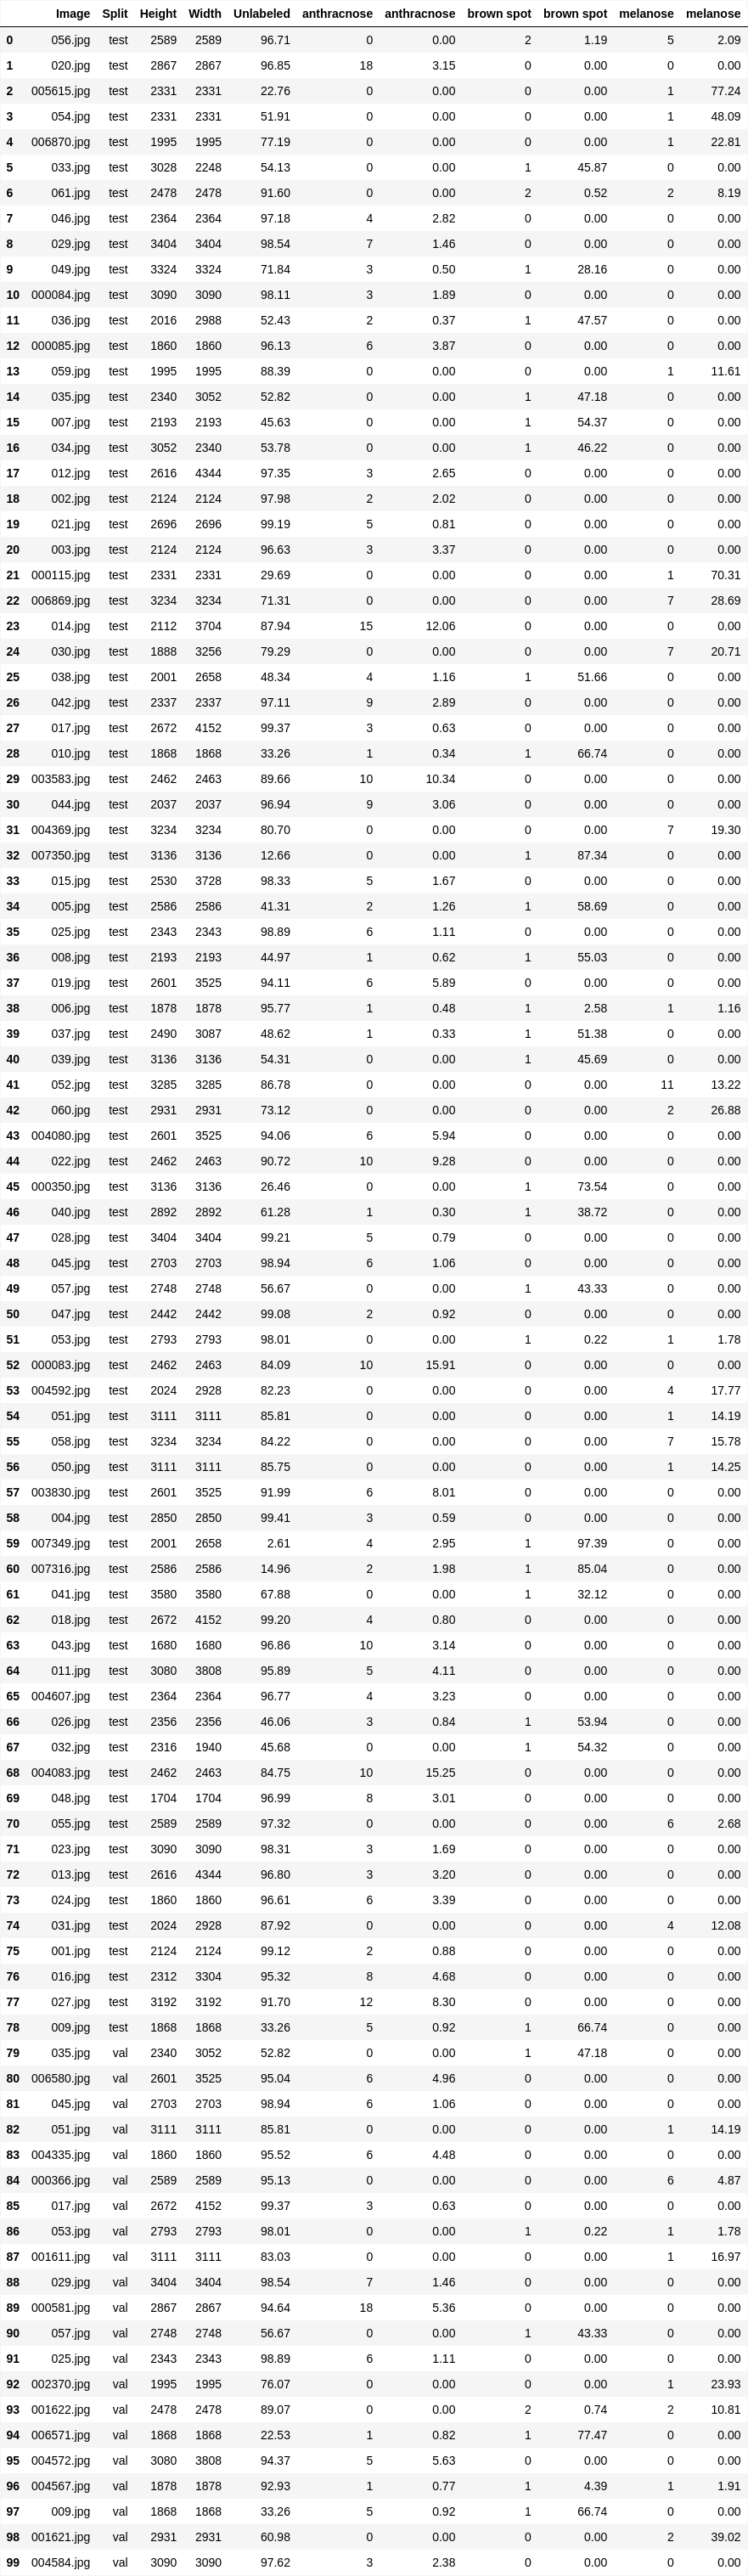 Image Split Height Width Unlabeled anthracnose anthracnose brown spot brown spot melanose melanose
0 056.jpg test 2589 2589 96.71 0 0.00 2 1.19 5 2.09
1 020.jpg test 2867 2867 96.85 18 3.15 0 0.00 0 0.00
2 005615.jpg test 2331 2331 22.76 0 0.00 0 0.00 1 77.24
3 054.jpg test 2331 2331 51.91 0 0.00 0 0.00 1 48.09
4 006870.jpg test 1995 1995 77.19 0 0.00 0 0.00 1 22.81
5 033.jpg test 3028 2248 54.13 0 0.00 1 45.87 0 0.00
6 061.jpg test 2478 2478 91.60 0 0.00 2 0.52 2 8.19
7 046.jpg test 2364 2364 97.18 4 2.82 0 0.00 0 0.00
8 029.jpg test 3404 3404 98.54 7 1.46 0 0.00 0 0.00
9 049.jpg test 3324 3324 71.84 3 0.50 1 28.16 0 0.00
10 000084.jpg test 3090 3090 98.11 3 1.89 0 0.00 0 0.00
11 036.jpg test 2016 2988 52.43 2 0.37 1 47.57 0 0.00
12 000085.jpg test 1860 1860 96.13 6 3.87 0 0.00 0 0.00
13 059.jpg test 1995 1995 88.39 0 0.00 0 0.00 1 11.61
14 035.jpg test 2340 3052 52.82 0 0.00 1 47.18 0 0.00
15 007.jpg test 2193 2193 45.63 0 0.00 1 54.37 0 0.00
16 034.jpg test 3052 2340 53.78 0 0.00 1 46.22 0 0.00
17 012.jpg test 2616 4344 97.35 3 2.65 0 0.00 0 0.00
18 002.jpg test 2124 2124 97.98 2 2.02 0 0.00 0 0.00
19 021.jpg test 2696 2696 99.19 5 0.81 0 0.00 0 0.00
20 003.jpg test 2124 2124 96.63 3 3.37 0 0.00 0 0.00
21 000115.jpg test 2331 2331 29.69 0 0.00 0 0.00 1 70.31
22 006869.jpg test 3234 3234 71.31 0 0.00 0 0.00 7 28.69
23 014.jpg test 2112 3704 87.94 15 12.06 0 0.00 0 0.00
24 030.jpg test 1888 3256 79.29 0 0.00 0 0.00 7 20.71
25 038.jpg test 2001 2658 48.34 4 1.16 1 51.66 0 0.00
26 042.jpg test 2337 2337 97.11 9 2.89 0 0.00 0 0.00
27 017.jpg test 2672 4152 99.37 3 0.63 0 0.00 0 0.00
28 010.jpg test 1868 1868 33.26 1 0.34 1 66.74 0 0.00
29 003583.jpg test 2462 2463 89.66 10 10.34 0 0.00 0 0.00
30 044.jpg test 2037 2037 96.94 9 3.06 0 0.00 0 0.00
31 004369.jpg test 3234 3234 80.70 0 0.00 0 0.00 7 19.30
32 007350.jpg test 3136 3136 12.66 0 0.00 1 87.34 0 0.00
33 015.jpg test 2530 3728 98.33 5 1.67 0 0.00 0 0.00
34 005.jpg test 2586 2586 41.31 2 1.26 1 58.69 0 0.00
35 025.jpg test 2343 2343 98.89 6 1.11 0 0.00 0 0.00
36 008.jpg test 2193 2193 44.97 1 0.62 1 55.03 0 0.00
37 019.jpg test 2601 3525 94.11 6 5.89 0 0.00 0 0.00
38 006.jpg test 1878 1878 95.77 1 0.48 1 2.58 1 1.16
39 037.jpg test 2490 3087 48.62 1 0.33 1 51.38 0 0.00
40 039.jpg test 3136 3136 54.31 0 0.00 1 45.69 0 0.00
41 052.jpg test 3285 3285 86.78 0 0.00 0 0.00 11 13.22
42 060.jpg test 2931 2931 73.12 0 0.00 0 0.00 2 26.88
43 004080.jpg test 2601 3525 94.06 6 5.94 0 0.00 0 0.00
44 022.jpg test 2462 2463 90.72 10 9.28 0 0.00 0 0.00
45 000350.jpg test 3136 3136 26.46 0 0.00 1 73.54 0 0.00
46 040.jpg test 2892 2892 61.28 1 0.30 1 38.72 0 0.00
47 028.jpg test 3404 3404 99.21 5 0.79 0 0.00 0 0.00
48 045.jpg test 2703 2703 98.94 6 1.06 0 0.00 0 0.00
49 057.jpg test 2748 2748 56.67 0 0.00 1 43.33 0 0.00
50 047.jpg test 2442 2442 99.08 2 0.92 0 0.00 0 0.00
51 053.jpg test 2793 2793 98.01 0 0.00 1 0.22 1 1.78
52 000083.jpg test 2462 2463 84.09 10 15.91 0 0.00 0 0.00
53 004592.jpg test 2024 2928 82.23 0 0.00 0 0.00 4 17.77
54 051.jpg test 3111 3111 85.81 0 0.00 0 0.00 1 14.19
55 058.jpg test 3234 3234 84.22 0 0.00 0 0.00 7 15.78
56 050.jpg test 3111 3111 85.75 0 0.00 0 0.00 1 14.25
57 003830.jpg test 2601 3525 91.99 6 8.01 0 0.00 0 0.00
58 004.jpg test 2850 2850 99.41 3 0.59 0 0.00 0 0.00
59 007349.jpg test 2001 2658 2.61 4 2.95 1 97.39 0 0.00
60 007316.jpg test 2586 2586 14.96 2 1.98 1 85.04 0 0.00
61 041.jpg test 3580 3580 67.88 0 0.00 1 32.12 0 0.00
62 018.jpg test 2672 4152 99.20 4 0.80 0 0.00 0 0.00
63 043.jpg test 1680 1680 96.86 10 3.14 0 0.00 0 0.00
64 011.jpg test 3080 3808 95.89 5 4.11 0 0.00 0 0.00
65 004607.jpg test 2364 2364 96.77 4 3.23 0 0.00 0 0.00
66 026.jpg test 2356 2356 46.06 3 0.84 1 53.94 0 0.00
67 032.jpg test 2316 1940 45.68 0 0.00 1 54.32 0 0.00
68 004083.jpg test 2462 2463 84.75 10 15.25 0 0.00 0 0.00
69 048.jpg test 1704 1704 96.99 8 3.01 0 0.00 0 0.00
70 055.jpg test 2589 2589 97.32 0 0.00 0 0.00 6 2.68
71 023.jpg test 3090 3090 98.31 3 1.69 0 0.00 0 0.00
72 013.jpg test 2616 4344 96.80 3 3.20 0 0.00 0 0.00
73 024.jpg test 1860 1860 96.61 6 3.39 0 0.00 0 0.00
74 031.jpg test 2024 2928 87.92 0 0.00 0 0.00 4 12.08
75 001.jpg test 2124 2124 99.12 2 0.88 0 0.00 0 0.00
76 016.jpg test 2312 3304 95.32 8 4.68 0 0.00 0 0.00
77 027.jpg test 3192 3192 91.70 12 8.30 0 0.00 0 0.00
78 009.jpg test 1868 1868 33.26 5 0.92 1 66.74 0 0.00
79 035.jpg val 2340 3052 52.82 0 0.00 1 47.18 0 0.00
80 006580.jpg val 2601 3525 95.04 6 4.96 0 0.00 0 0.00
81 045.jpg val 2703 2703 98.94 6 1.06 0 0.00 0 0.00
82 051.jpg val 3111 3111 85.81 0 0.00 0 0.00 1 14.19
83 004335.jpg val 1860 1860 95.52 6 4.48 0 0.00 0 0.00
84 000366.jpg val 2589 2589 95.13 0 0.00 0 0.00 6 4.87
85 017.jpg val 2672 4152 99.37 3 0.63 0 0.00 0 0.00
86 053.jpg val 2793 2793 98.01 0 0.00 1 0.22 1 1.78
87 001611.jpg val 3111 3111 83.03 0 0.00 0 0.00 1 16.97
88 029.jpg val 3404 3404 98.54 7 1.46 0 0.00 0 0.00
89 000581.jpg val 2867 2867 94.64 18 5.36 0 0.00 0 0.00
90 057.jpg val 2748 2748 56.67 0 0.00 1 43.33 0 0.00
91 025.jpg val 2343 2343 98.89 6 1.11 0 0.00 0 0.00
92 002370.jpg val 1995 1995 76.07 0 0.00 0 0.00 1 23.93
93 001622.jpg val 2478 2478 89.07 0 0.00 2 0.74 2 10.81
94 006571.jpg val 1868 1868 22.53 1 0.82 1 77.47 0 0.00
95 004572.jpg val 3080 3808 94.37 5 5.63 0 0.00 0 0.00
96 004567.jpg val 1878 1878 92.93 1 0.77 1 4.39 1 1.91
97 009.jpg val 1868 1868 33.26 5 0.92 1 66.74 0 0.00
98 001621.jpg val 2931 2931 60.98 0 0.00 0 0.00 2 39.02
99 004584.jpg val 3090 3090 97.62 3 2.38 0 0.00 0 0.00